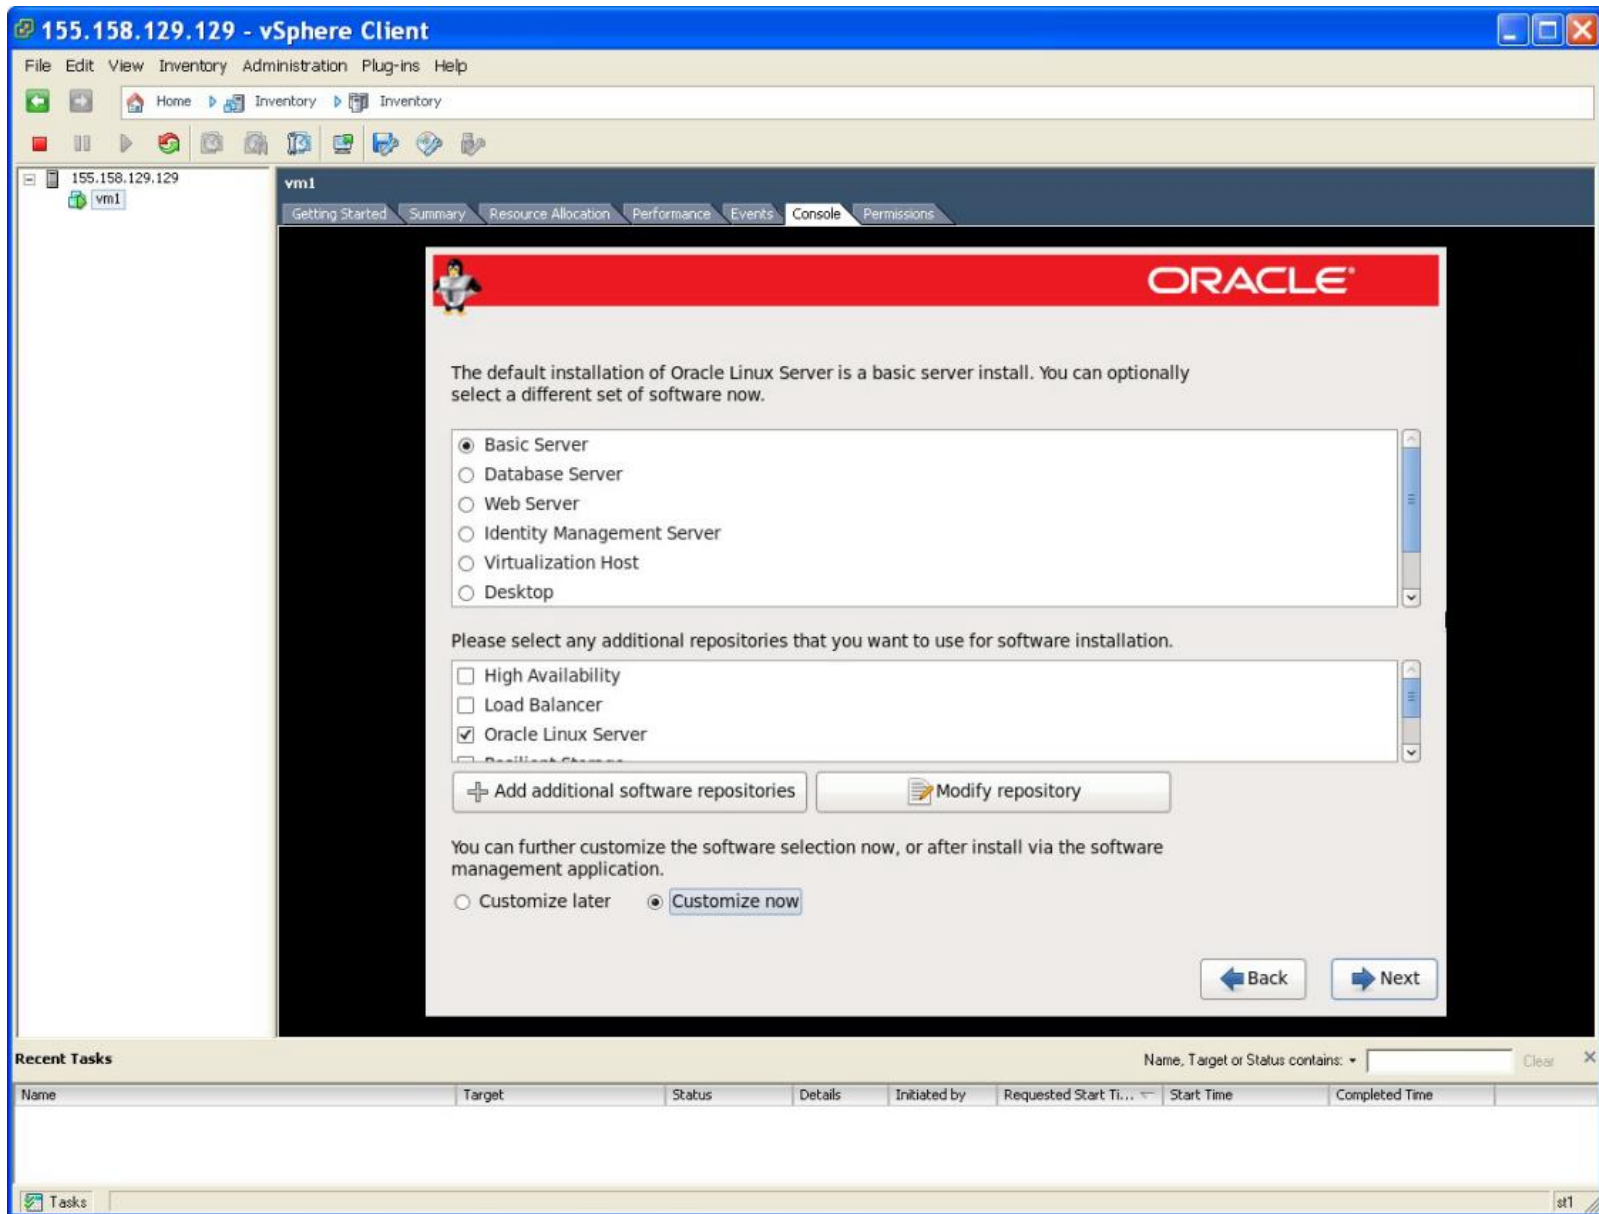 155.158.129.129 - vSphere Client
File Edit View Inventory Administration Plug-ins Help
Home Inventory Inventory
155.158.129.129
vm1
vm1
Getting Started Summary Resource Allocation Performance Events Console Permissions
ORACLE
The default installation of Oracle Linux Server is a basic server install. You can optionally
select a different set of software now.
Basic Server
Database Server
Web Server
Identity Management Server
Virtualization Host
Desktop
Please select any additional repositories that you want to use for software installation.
High Availability
Load Balancer
Oracle Linux Server
Resilient Storage
Add additional software repositories Modify repository
You can further customize the software selection now, or after install via the software
management application.
Customize later Customize now
Back Next
Recent Tasks Name, Target or Status contains: Clear
Name Target Status Details Initiated by Requested Start Ti... Start Time Completed Time
Tasks st1